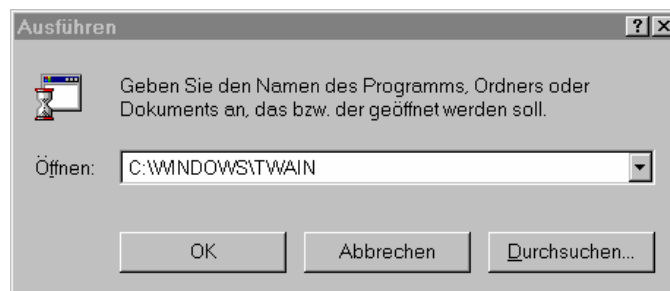 Ausführen
Geben Sie den Namen des Programms, Ordners oder
Dokuments an, das bzw. der geöffnet werden soll.
Öffnen: C:\WINDOWS\TWAIN
OK Abbrechen Durchsuchen...